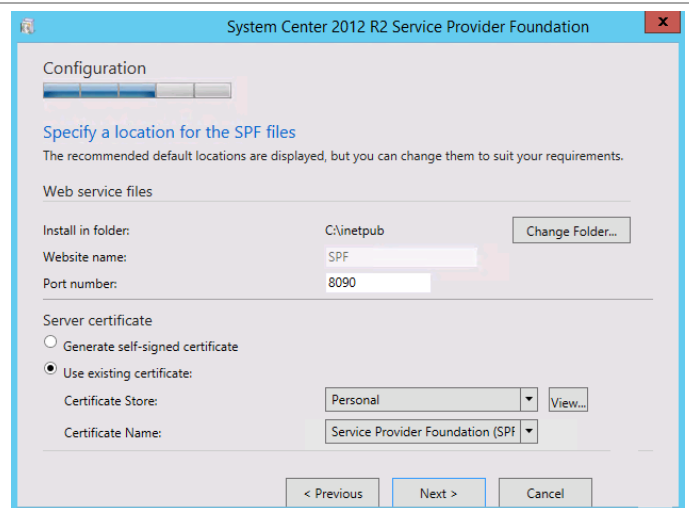 System Center 2012 R2 Service Provider Foundation
x
Configuration
Specify a location for the SPF files
The recommended default locations are displayed, but you can change them to suit your requirements.
Web service files
Install in folder: C:\inetpub Change Folder...
Website name: SPF
Port number: 8090
Server certificate
Generate self-signed certificate
Use existing certificate:
Certificate Store: Personal View...
Certificate Name: Service Provider Foundation (SPF
< Previous Next > Cancel